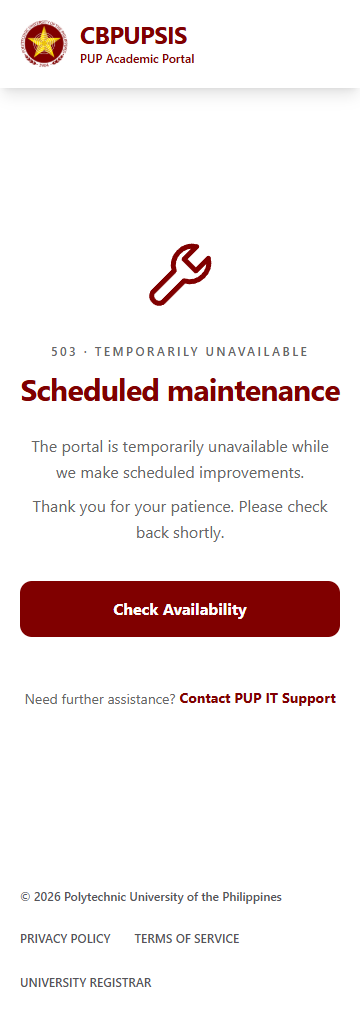 CBPUPSIS
PUP Academic Portal
503 · TEMPORARILY UNAVAILABLE
Scheduled maintenance
The portal is temporarily unavailable while
we make scheduled improvements.
Thank you for your patience. Please check
back shortly.
Check Availability
Need further assistance? Contact PUP IT Support
© 2026 Polytechnic University of the Philippines
PRIVACY POLICY TERMS OF SERVICE
UNIVERSITY REGISTRAR